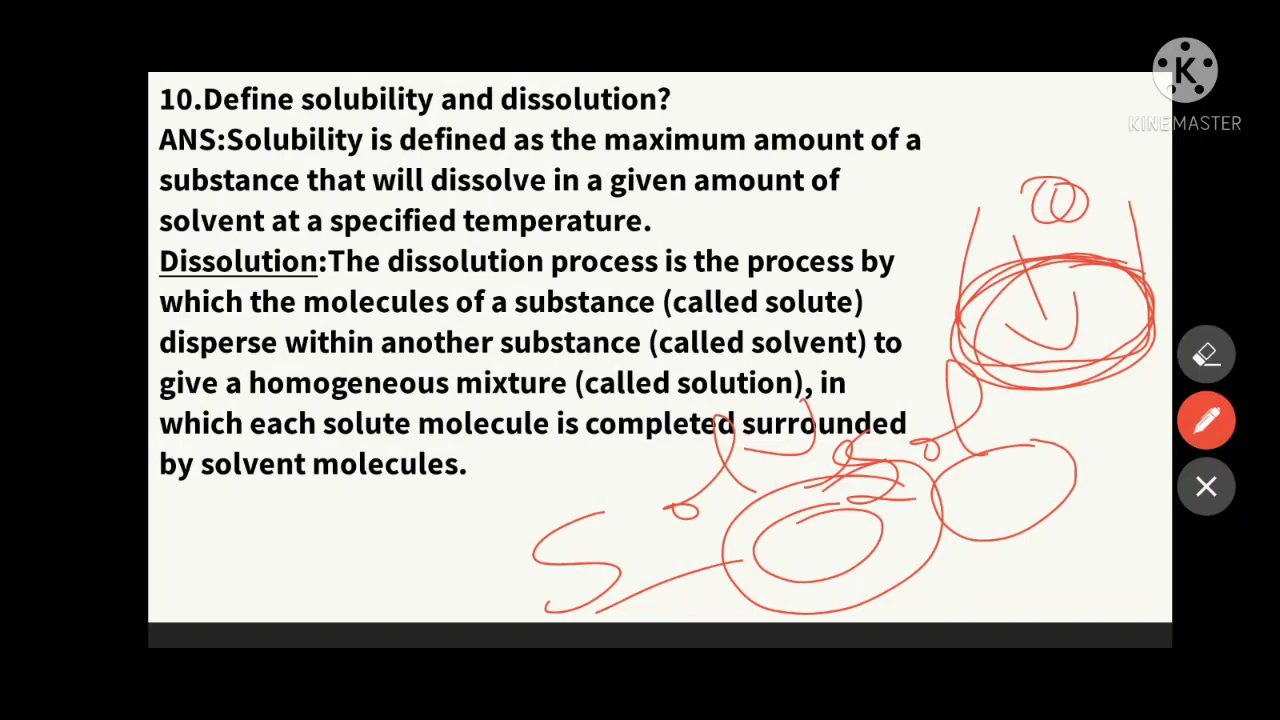 10.Define solubility and dissolution?
ANS:Solubility is defined as the maximum amount of a
substance that will dissolve in a given amount of
solvent at a specified temperature.
Dissolution:The dissolution process is the process by
which the molecules of a substance (called solute)
disperse within another substance (called solvent) to
give a homogeneous mixture (called solution), in
which each solute molecule is completed surrounded
by solvent molecules.
K
KINEMASTER